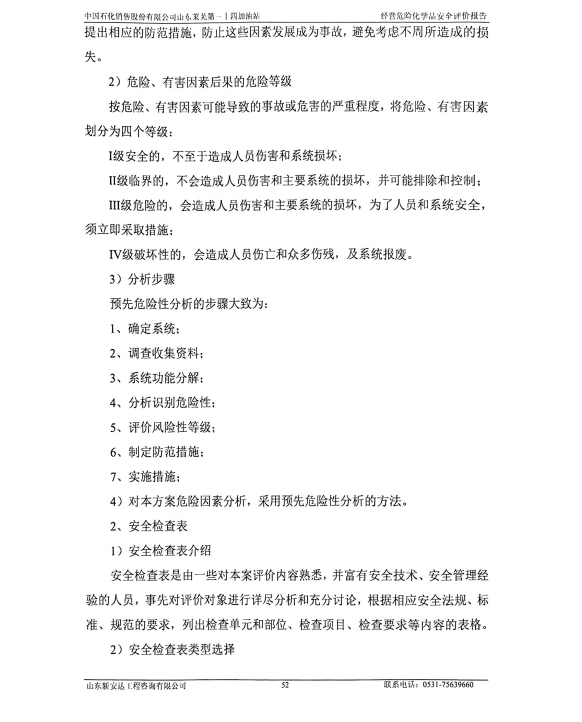 中国石化销售股份有限公司山东莱芜第一十四加油站 经营危险化学品安全评价报告
提出相应的防范措施，防止这些因素发展成为事故，避免考虑不周所造成的损
失。
2）危险、有害因素后果的危险等级
按危险、有害因素可能导致的事故或危害的严重程度，将危险、有害因素
划分为四个等级：
I级安全的，不至于造成人员伤害和系统损坏；
II级临界的，不会造成人员伤害和主要系统的损坏，并可能排除和控制；
III级危险的，会造成人员伤害和主要系统的损坏，为了人员和系统安全，
须立即采取措施；
IV级破坏性的，会造成人员伤亡和众多伤残，及系统报废。
3）分析步骤
预先危险性分析的步骤大致为：
1、确定系统；
2、调查收集资料；
3、系统功能分解；
4、分析识别危险性；
5、评价风险性等级；
6、制定防范措施；
7、实施措施；
4）对本方案危险因素分析，采用预先危险性分析的方法。
2、安全检查表
1）安全检查表介绍
安全检查表是由一些对本案评价内容熟悉，并富有安全技术、安全管理经
验的人员，事先对评价对象进行详尽分析和充分讨论，根据相应安全法规、标
准、规范的要求，列出检查单元和部位、检查项目、检查要求等内容的表格。
2）安全检查表类型选择
山东新安达工程咨询有限公司 52 联系电话：0531-75639660